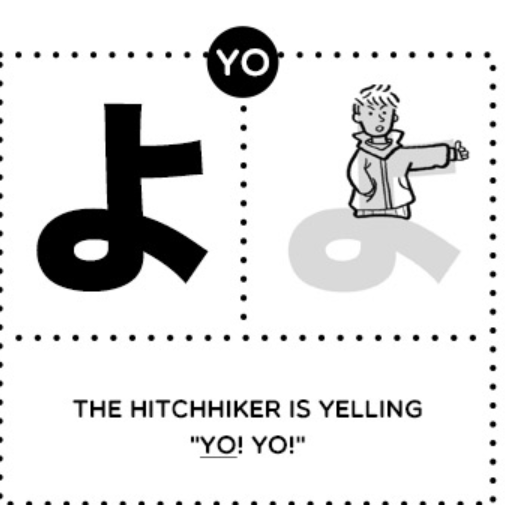 YO
よ
THE HITCHHIKER IS YELLING
"YO! YO!"